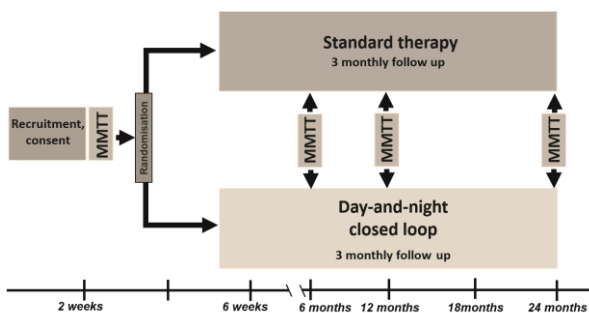 Standard therapy
3 monthly follow up
Recruitment,
consent
MMTT
Randomisation
MMTT
MMTT
MMTT
Day-and-night
closed loop
3 monthly follow up
2 weeks
6 weeks
6 months
12 months
18months
24 months